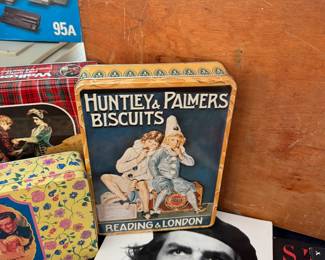 95A
HUNTLEY & PALMERS
BISCUITS
READING & LONDON